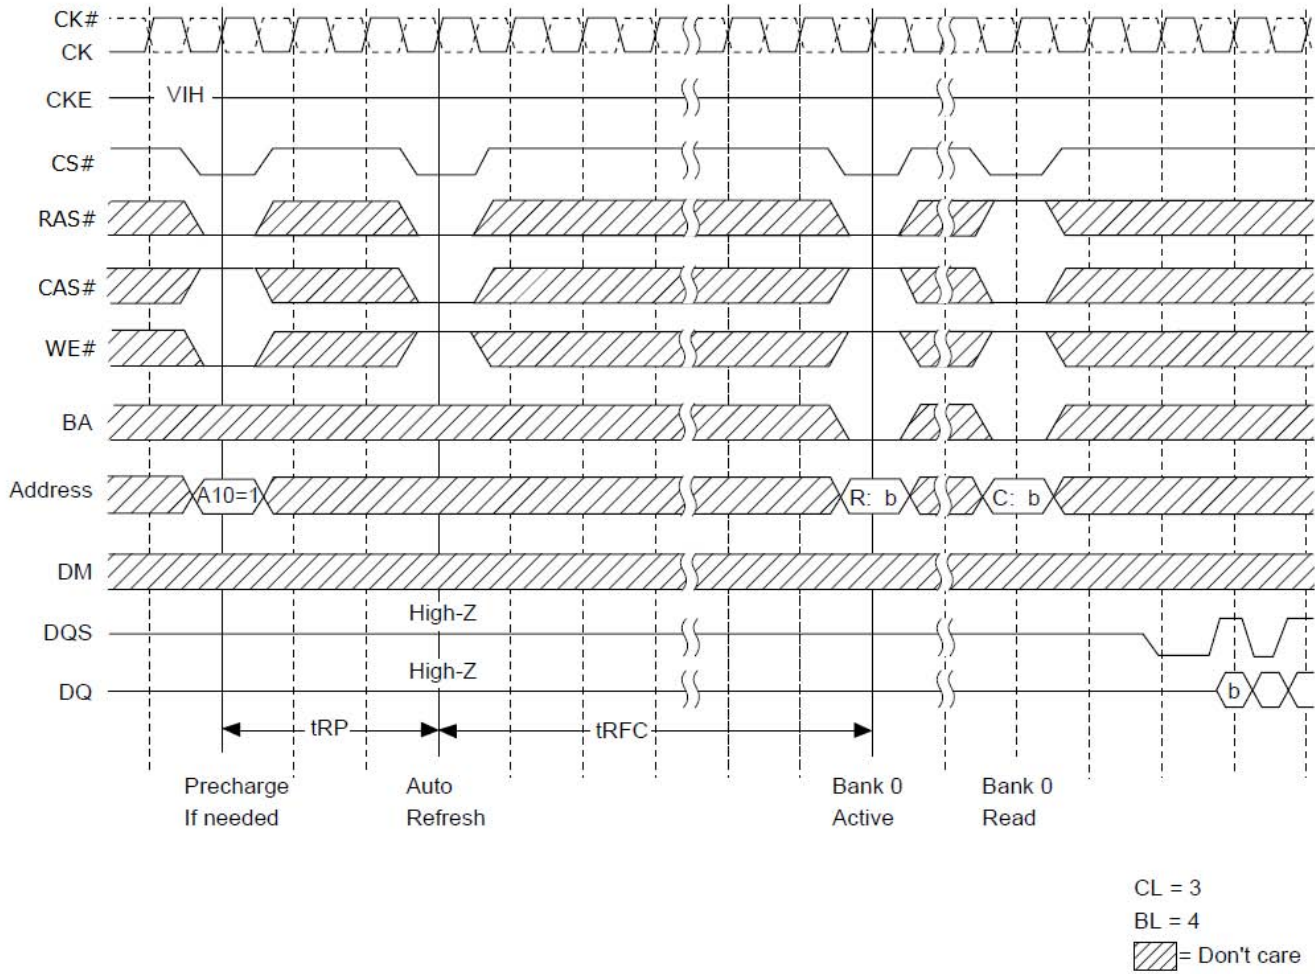 CK#
CK
CKE
VIH
CS#
RAS#
CAS#
WE#
BA
Address
A10=1
R: b
C: b
DM
High-Z
DQS
High-Z
DQ
b
tRP
tRFC
Precharge
If needed
Auto
Refresh
Bank 0
Active
Bank 0
Read
CL = 3
BL = 4
= Don't care